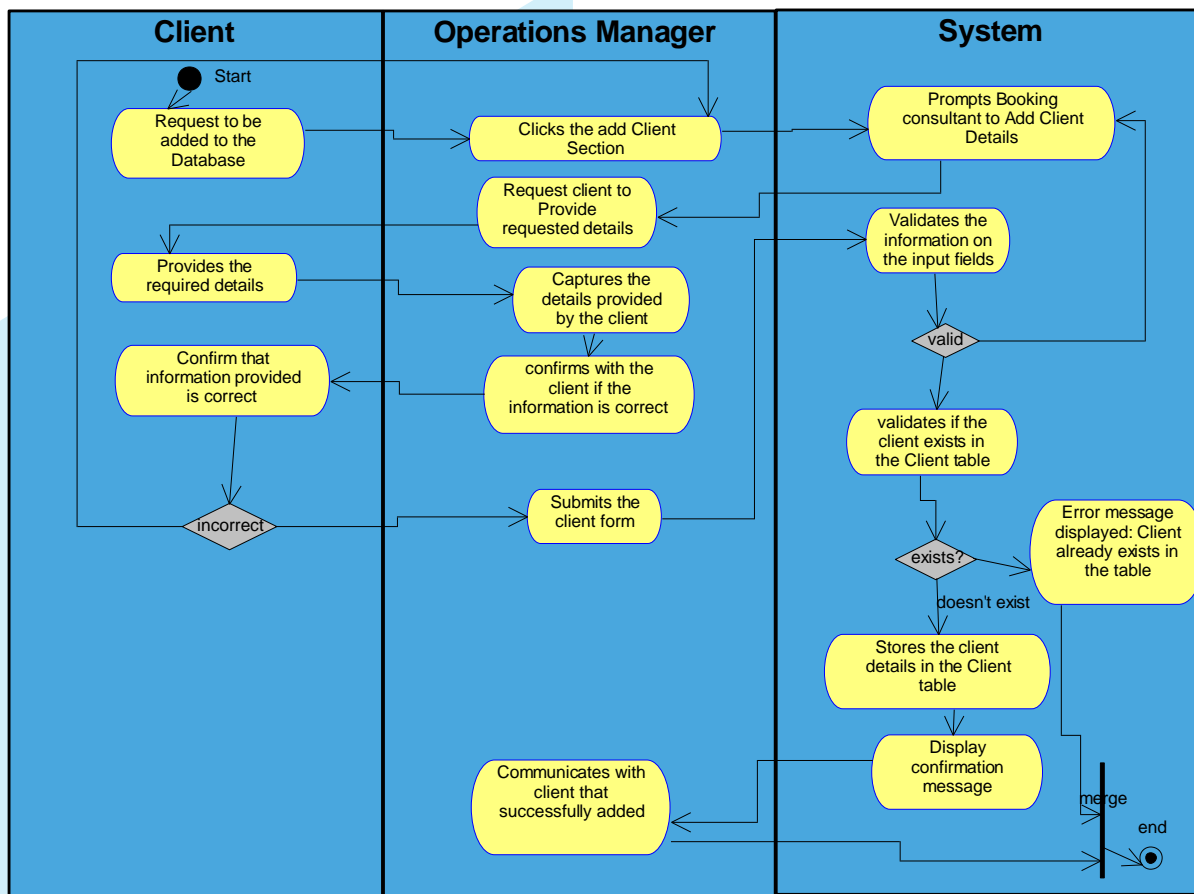 Client
Operations Manager
System
Start
Request to be
added to the
Database
Clicks the add Client
Section
Prompts Booking
consultant to Add Client
Details
Request client to
Provide
requested details
Validates the
information on
the input fields
Provides the
required details
Captures the
details provided
by the client
valid
Confirm that
information provided
is correct
confirms with the
client if the
information is correct
validates if the
client exists in
the Client table
incorrect
Submits the
client form
Error message
displayed: Client
already exists in
the table
exists?
doesn't exist
Stores the client
details in the Client
table
Display
confirmation
message
Communicates with
client that
successfully added
merge
end